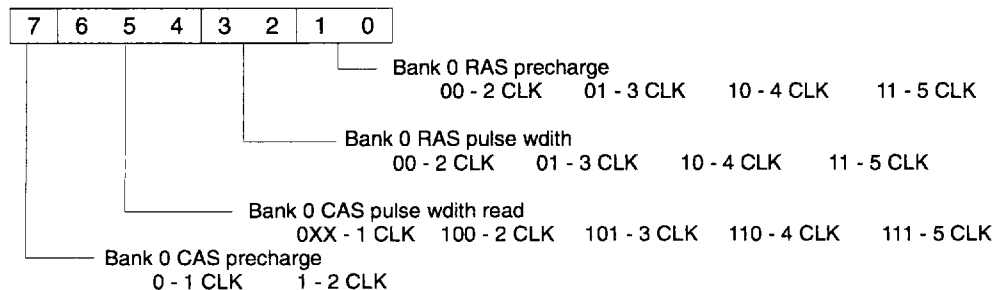 7 6 5 4 3 2 1 0
Bank 0 RAS precharge
00 - 2 CLK 01 - 3 CLK 10 - 4 CLK 11 - 5 CLK
Bank 0 RAS pulse wdith
00 - 2 CLK 01 - 3 CLK 10 - 4 CLK 11 - 5 CLK
Bank 0 CAS pulse wdith read
0XX - 1 CLK 100 - 2 CLK 101 - 3 CLK 110 - 4 CLK 111 - 5 CLK
Bank 0 CAS precharge
0 - 1 CLK 1 - 2 CLK